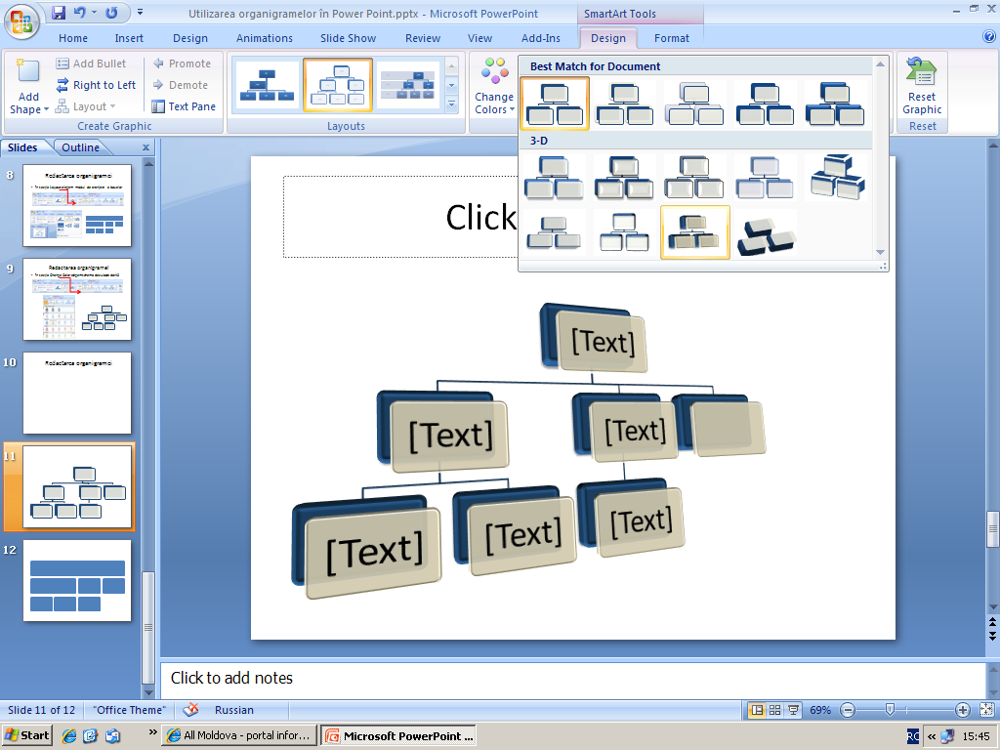 Utilizarea organigramelor în Power Point.pptx - Microsoft PowerPoint
SmartArt Tools
Home Insert Design Animations Slide Show Review View Add-Ins Design Format
Add Shape
Add Bullet
Right to Left
Layout
Promote
Demote
Text Pane
Create Graphic
Layouts
Change Colors
Best Match for Document
3-D
Reset Graphic
Reset
Slides Outline
8
Redactarea organigramei
9
Redactarea organigramei
10
Redactarea organigramei
11
12
Click
[Text]
[Text]
[Text]
[Text]
[Text]
[Text]
Click to add notes
Slide 11 of 12
"Office Theme"
Russian
69%
Start
All Moldova - portal infor...
Microsoft PowerPoint ...
RO
15:45